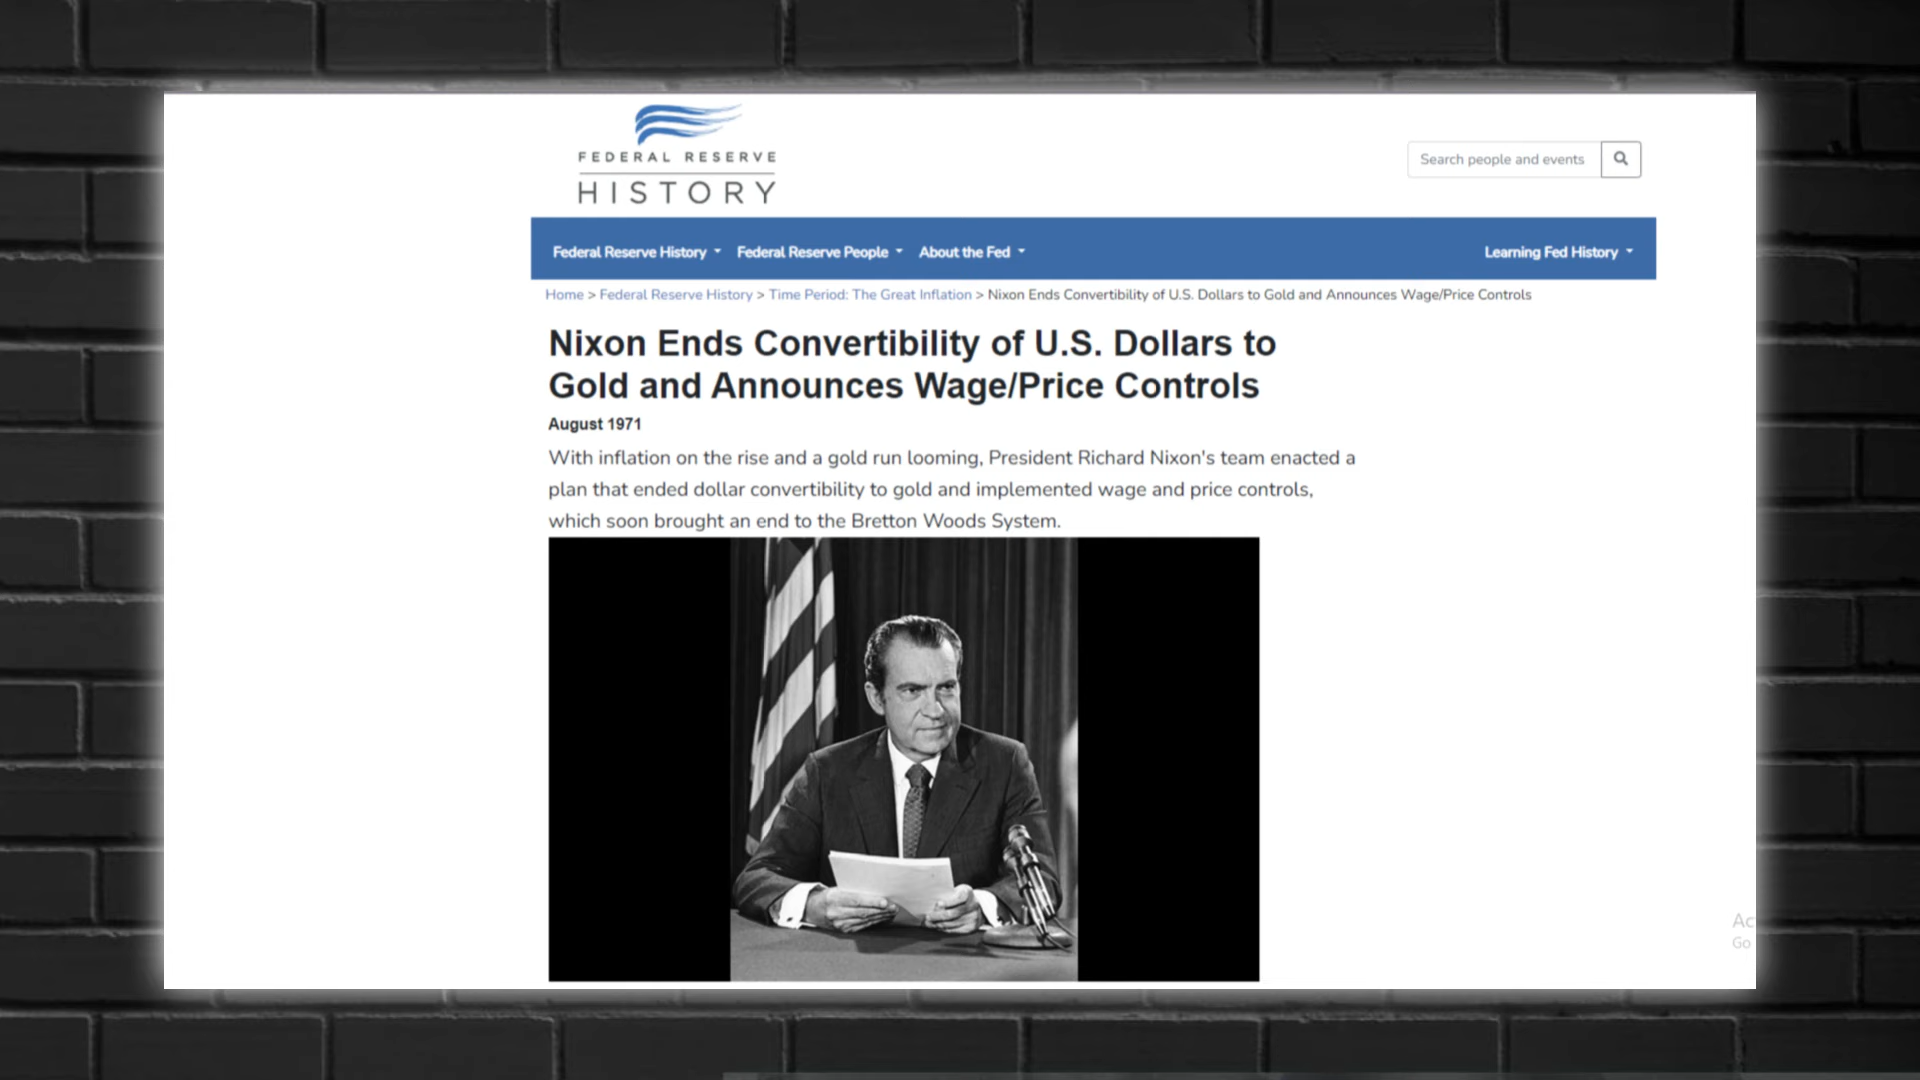 FEDERAL RESERVE
HISTORY
Search people and events
Federal Reserve History
Federal Reserve People
About the Fed
Learning Fed History
Home > Federal Reserve History > Time Period: The Great Inflation > Nixon Ends Convertibility of U.S. Dollars to Gold and Announces Wage/Price Controls
Nixon Ends Convertibility of U.S. Dollars to
Gold and Announces Wage/Price Controls
August 1971
With inflation on the rise and a gold run looming, President Richard Nixon's team enacted a
plan that ended dollar convertibility to gold and implemented wage and price controls,
which soon brought an end to the Bretton Woods System.
Ac
Go